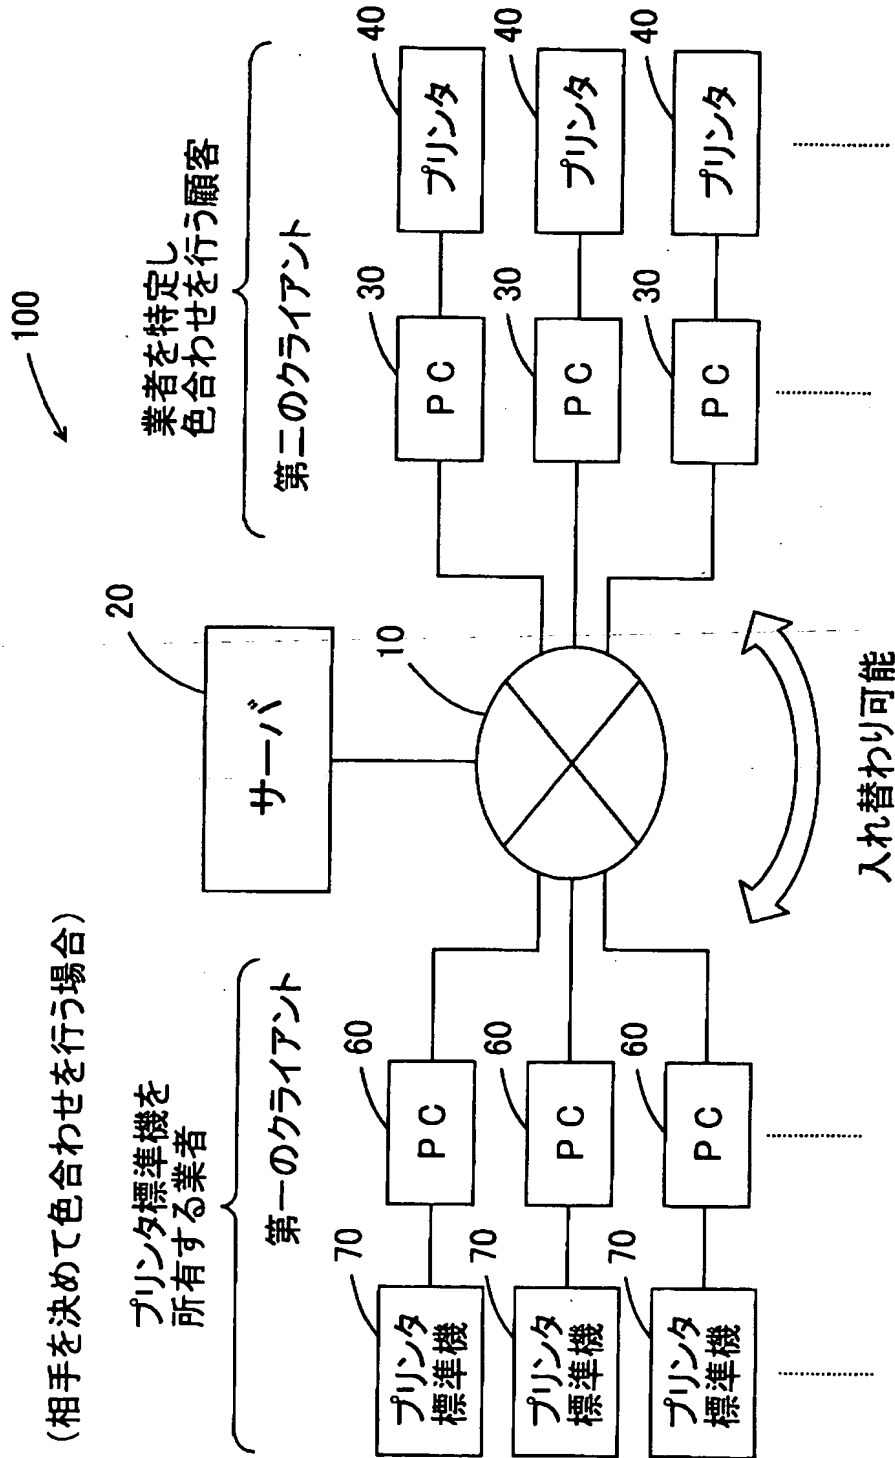 (相手を決めて色合わせを行う場合)
100
プリンタ標準機を
所有する業者
第一のクライアント
業者を特定し
色合わせを行う顧客
第二のクライアント
サーバ
20
10
70
プリンタ
標準機
60
PC
30
PC
40
プリンタ
70
プリンタ
標準機
60
PC
30
PC
40
プリンタ
70
プリンタ
標準機
60
PC
30
PC
40
プリンタ
入れ替わり可能